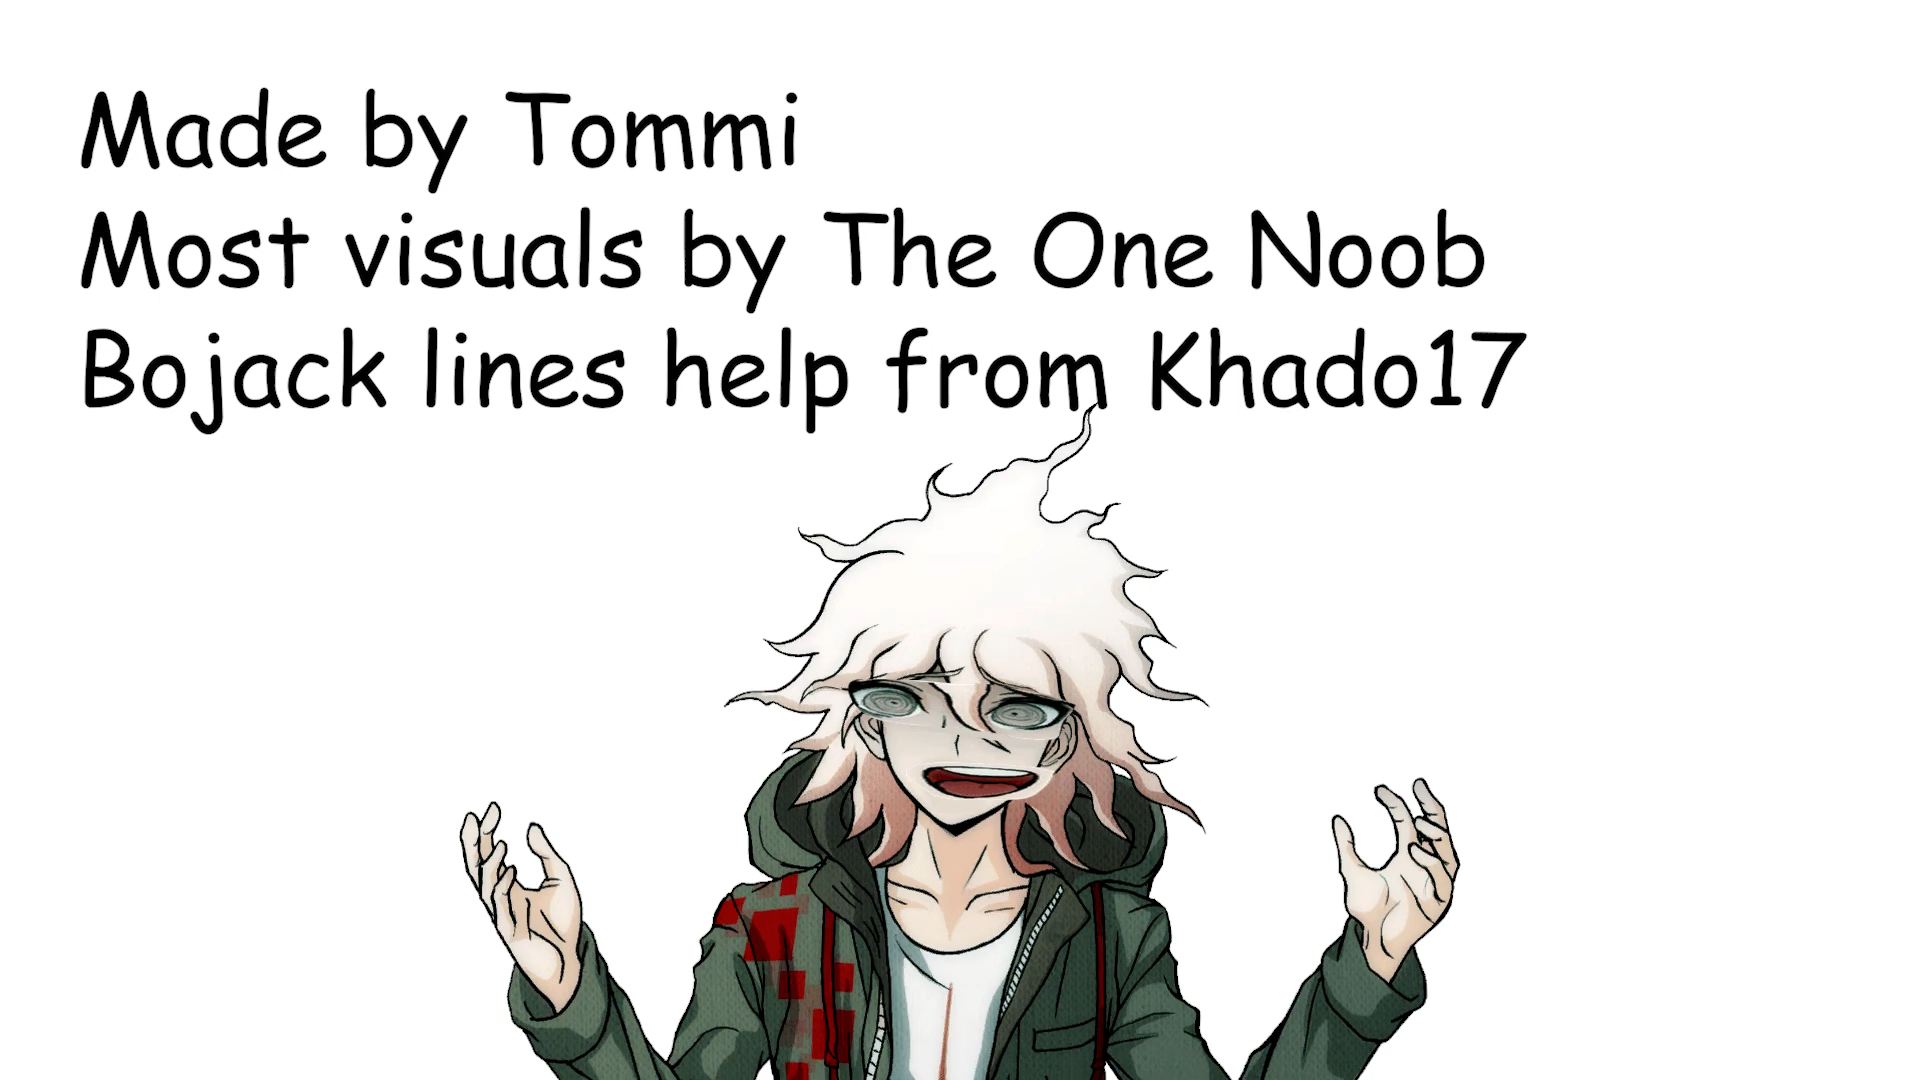 Made by Tommi
Most visuals by The One Noob
Bojack lines help from Khado17